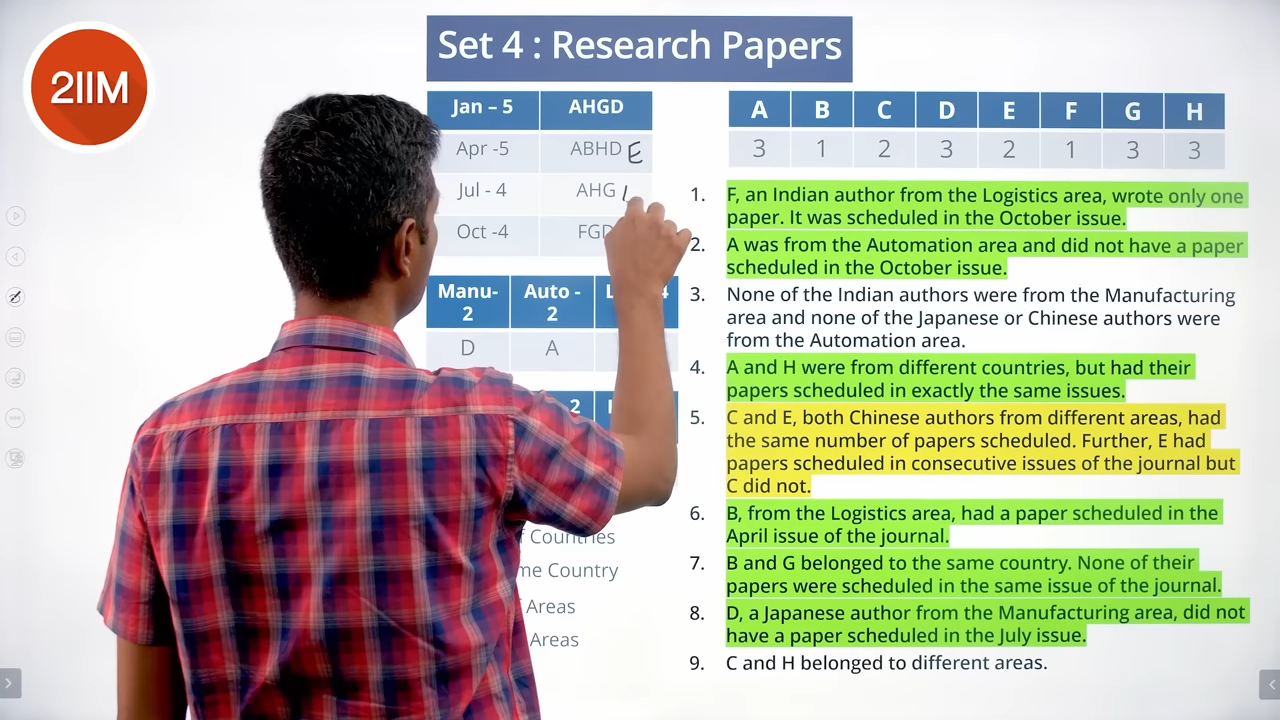 2IIM
Set 4 : Research Papers
Jan – 5 AHGD
Apr -5 ABHD E
Jul - 4 AHG
Oct -4 FGD
Manu-2 Auto -2 L 4
D A
2
f Countries
me Country
f Areas
Areas
A B C D E F G H
3 1 2 3 2 1 3 3
1. F, an Indian author from the Logistics area, wrote only one
paper. It was scheduled in the October issue.
2. A was from the Automation area and did not have a paper
scheduled in the October issue.
3. None of the Indian authors were from the Manufacturing
area and none of the Japanese or Chinese authors were
from the Automation area.
4. A and H were from different countries, but had their
papers scheduled in exactly the same issues.
5. C and E, both Chinese authors from different areas, had
the same number of papers scheduled. Further, E had
papers scheduled in consecutive issues of the journal but
C did not.
6. B, from the Logistics area, had a paper scheduled in the
April issue of the journal.
7. B and G belonged to the same country. None of their
papers were scheduled in the same issue of the journal.
8. D, a Japanese author from the Manufacturing area, did not
have a paper scheduled in the July issue.
9. C and H belonged to different areas.